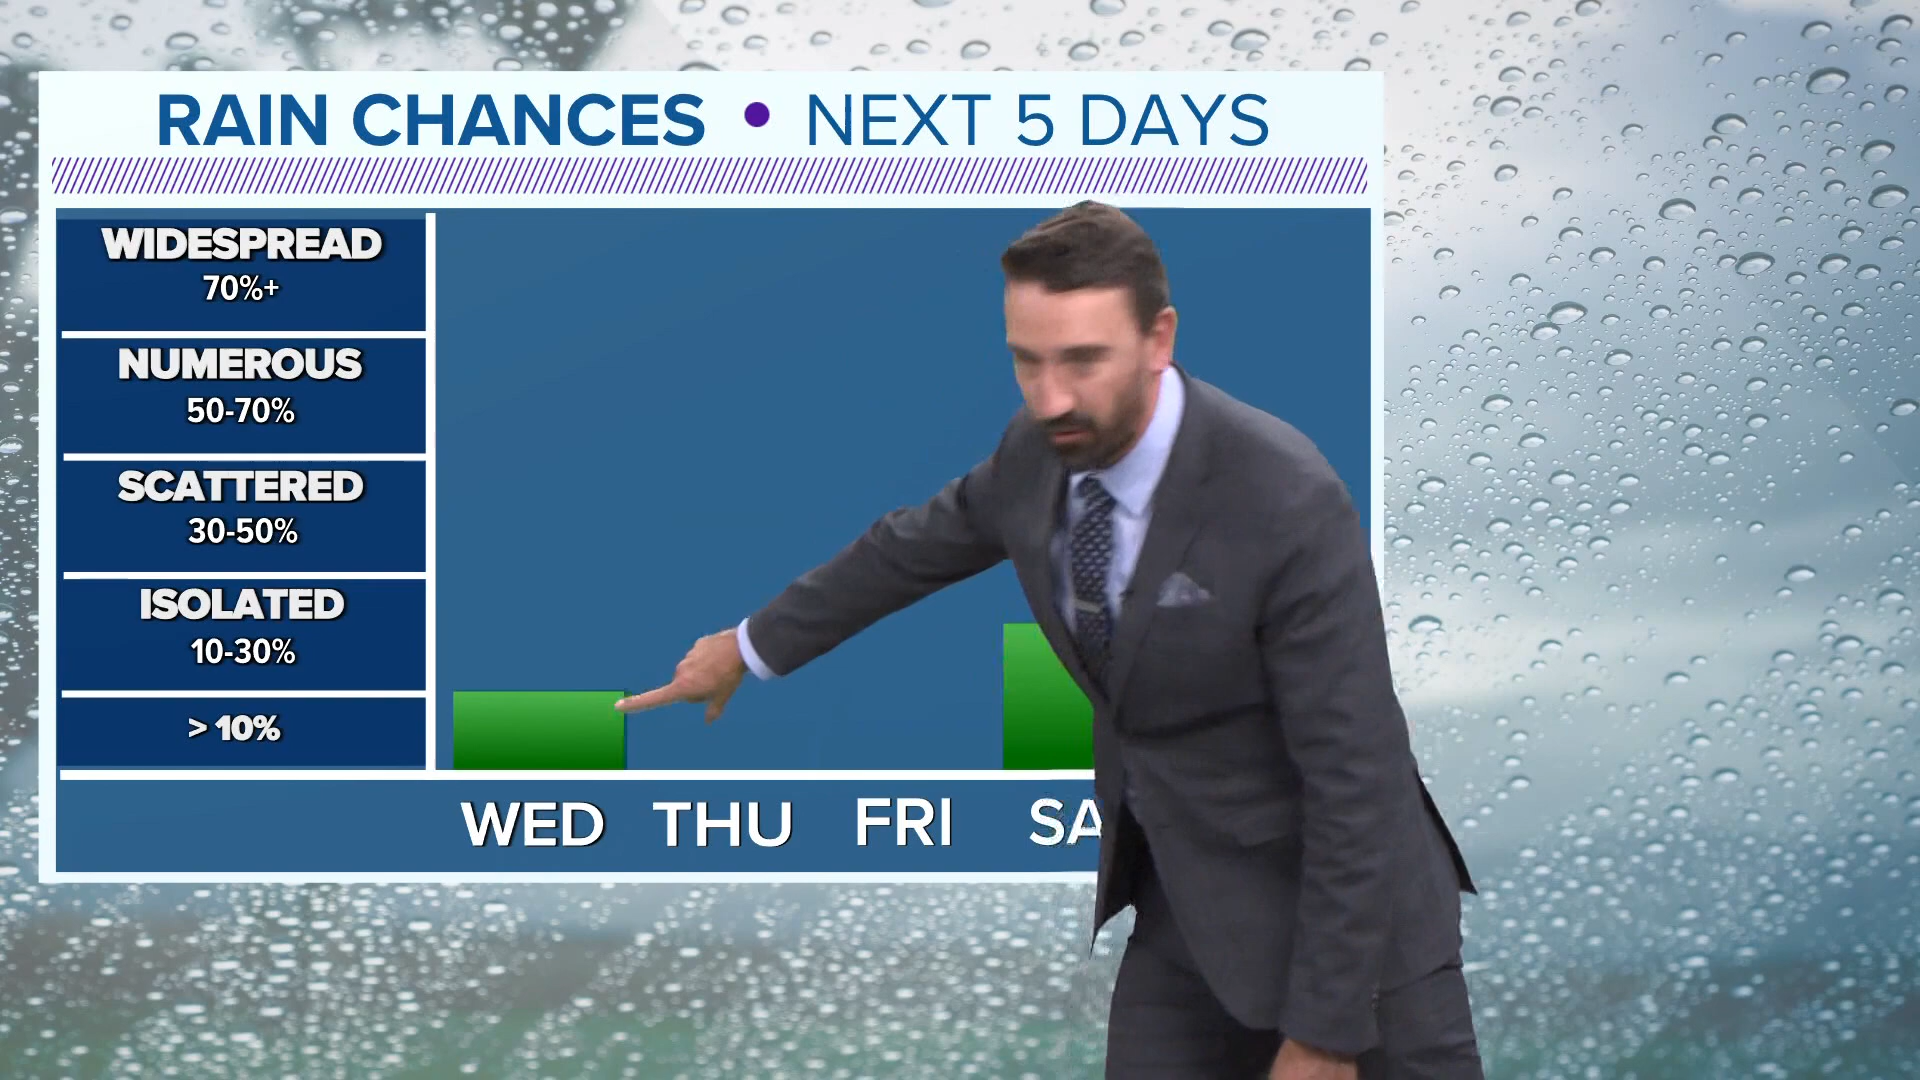 RAIN CHANCES • NEXT 5 DAYS
WIDESPREAD
70%+
NUMEROUS
50-70%
SCATTERED
30-50%
ISOLATED
10-30%
> 10%
WED THU FRI SA